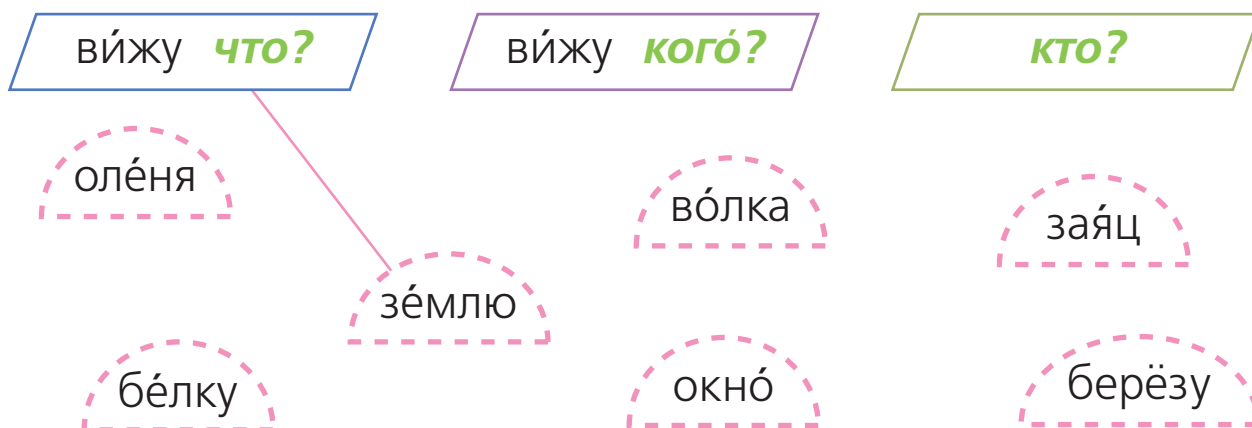 ви́жу что?
ви́жу кого́?
кто?
оле́ня
во́лка
зая́ц
зе́млю
бе́лку
окно́
берёзу